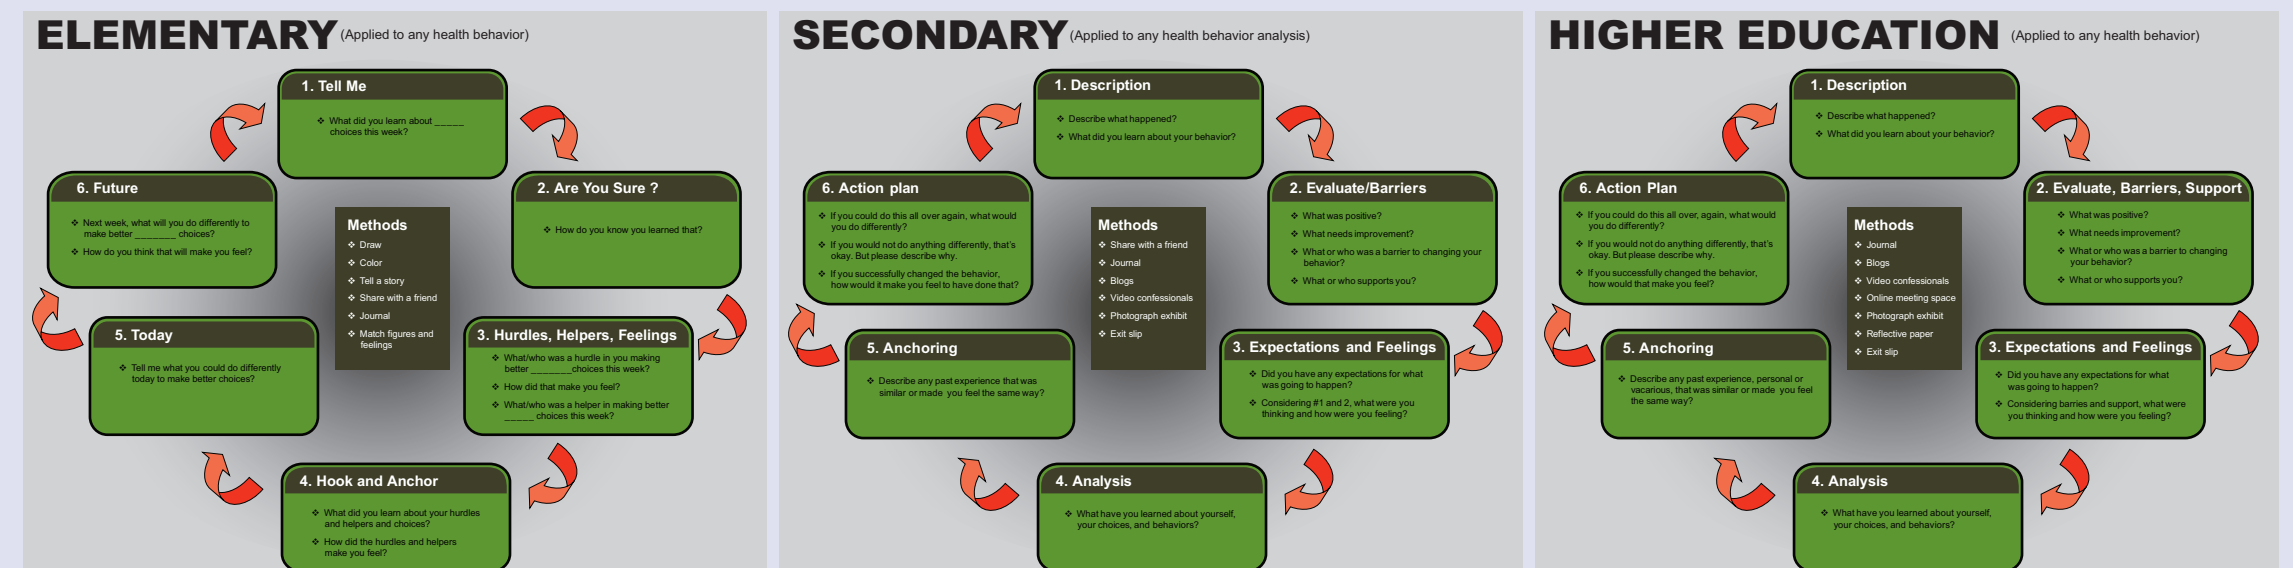 ELEMENTARY (Applied to any health behavior)
1. Tell Me
❖ What did you learn about _____
choices this week?
2. Are You Sure ?
❖ How do you know you learned that?
3. Hurdles, Helpers, Feelings
❖ What/who was a hurdle in you making
better _______choices this week?
❖ How did that make you feel?
❖ What/who was a helper in making better
_____ choices this week?
4. Hook and Anchor
❖ What did you learn about your hurdles
and helpers and choices?
❖ How did the hurdles and helpers
make you feel?
5. Today
❖ Tell me what you could do differently
today to make better choices?
6. Future
❖ Next week, what will you do differently to
make better _______ choices?
❖ How do you think that will make you feel?
Methods
❖ Draw
❖ Color
❖ Tell a story
❖ Share with a friend
❖ Journal
❖ Match figures and
feelings
SECONDARY (Applied to any health behavior analysis)
1. Description
❖ Describe what happened?
❖ What did you learn about your behavior?
2. Evaluate/Barriers
❖ What was positive?
❖ What needs improvement?
❖ What or who was a barrier to changing your
behavior?
❖ What or who supports you?
3. Expectations and Feelings
❖ Did you have any expectations for what
was going to happen?
❖ Considering #1 and 2, what were you
thinking and how were you feeling?
4. Analysis
❖ What have you learned about yourself,
your choices, and behaviors?
5. Anchoring
❖ Describe any past experience that was
similar or made you feel the same way?
6. Action plan
❖ If you could do this all over again, what would
you do differently?
❖ If you would not do anything differently, that's
okay. But please describe why.
❖ If you successfully changed the behavior,
how would it make you feel to have done that?
Methods
❖ Share with a friend
❖ Journal
❖ Blogs
❖ Video confessionals
❖ Photograph exhibit
❖ Exit slip
HIGHER EDUCATION (Applied to any health behavior)
1. Description
❖ Describe what happened?
❖ What did you learn about your behavior?
2. Evaluate, Barriers, Support
❖ What was positive?
❖ What needs improvement?
❖ What or who was a barrier to changing
your behavior?
❖ What or who supports you?
3. Expectations and Feelings
❖ Did you have any expectations for what
was going to happen?
❖ Considering barries and support, what were
you thinking and how were you feeling?
4. Analysis
❖ What have you learned about yourself,
your choices, and behaviors?
5. Anchoring
❖ Describe any past experience, personal or
vacarious, that was similar or made you feel
the same way?
6. Action Plan
❖ If you could do this all over, again, what would
you do differently?
❖ If you would not do anything differently, that's
okay. But please describe why.
❖ If you successfully changed the behavior,
how would that make you feel?
Methods
❖ Journal
❖ Blogs
❖ Video confessionals
❖ Online meeting space
❖ Photograph exhibit
❖ Reflective paper
❖ Exit slip